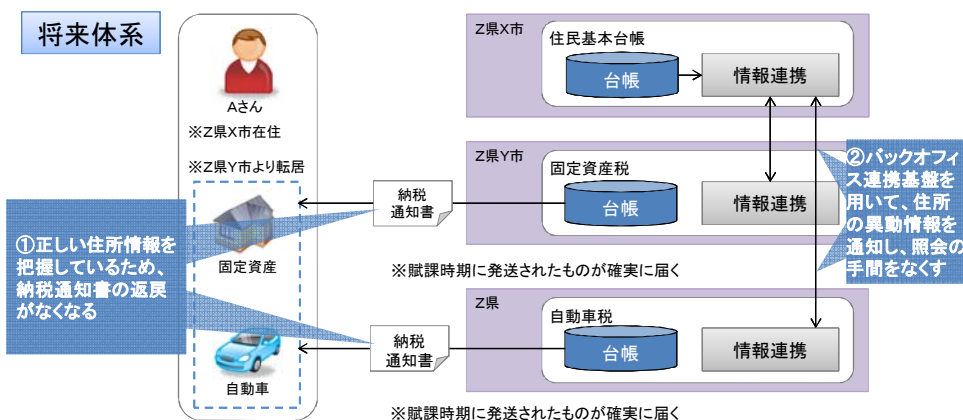 将来体系
Aさん
※Z県X市在住
※Z県Y市より転居
固定資産
自動車
①正しい住所情報を
把握しているため、
納税通知書の返戻
がなくなる
納税
通知書
※賦課時期に発送されたものが確実に届く
納税
通知書
※賦課時期に発送されたものが確実に届く
Z県X市
住民基本台帳
台帳
情報連携
Z県Y市
固定資産税
台帳
情報連携
Z県
自動車税
台帳
情報連携
②バックオフィ
ス連携基盤を
用いて、住所
の異動情報を
通知し、照会の
手間をなくす